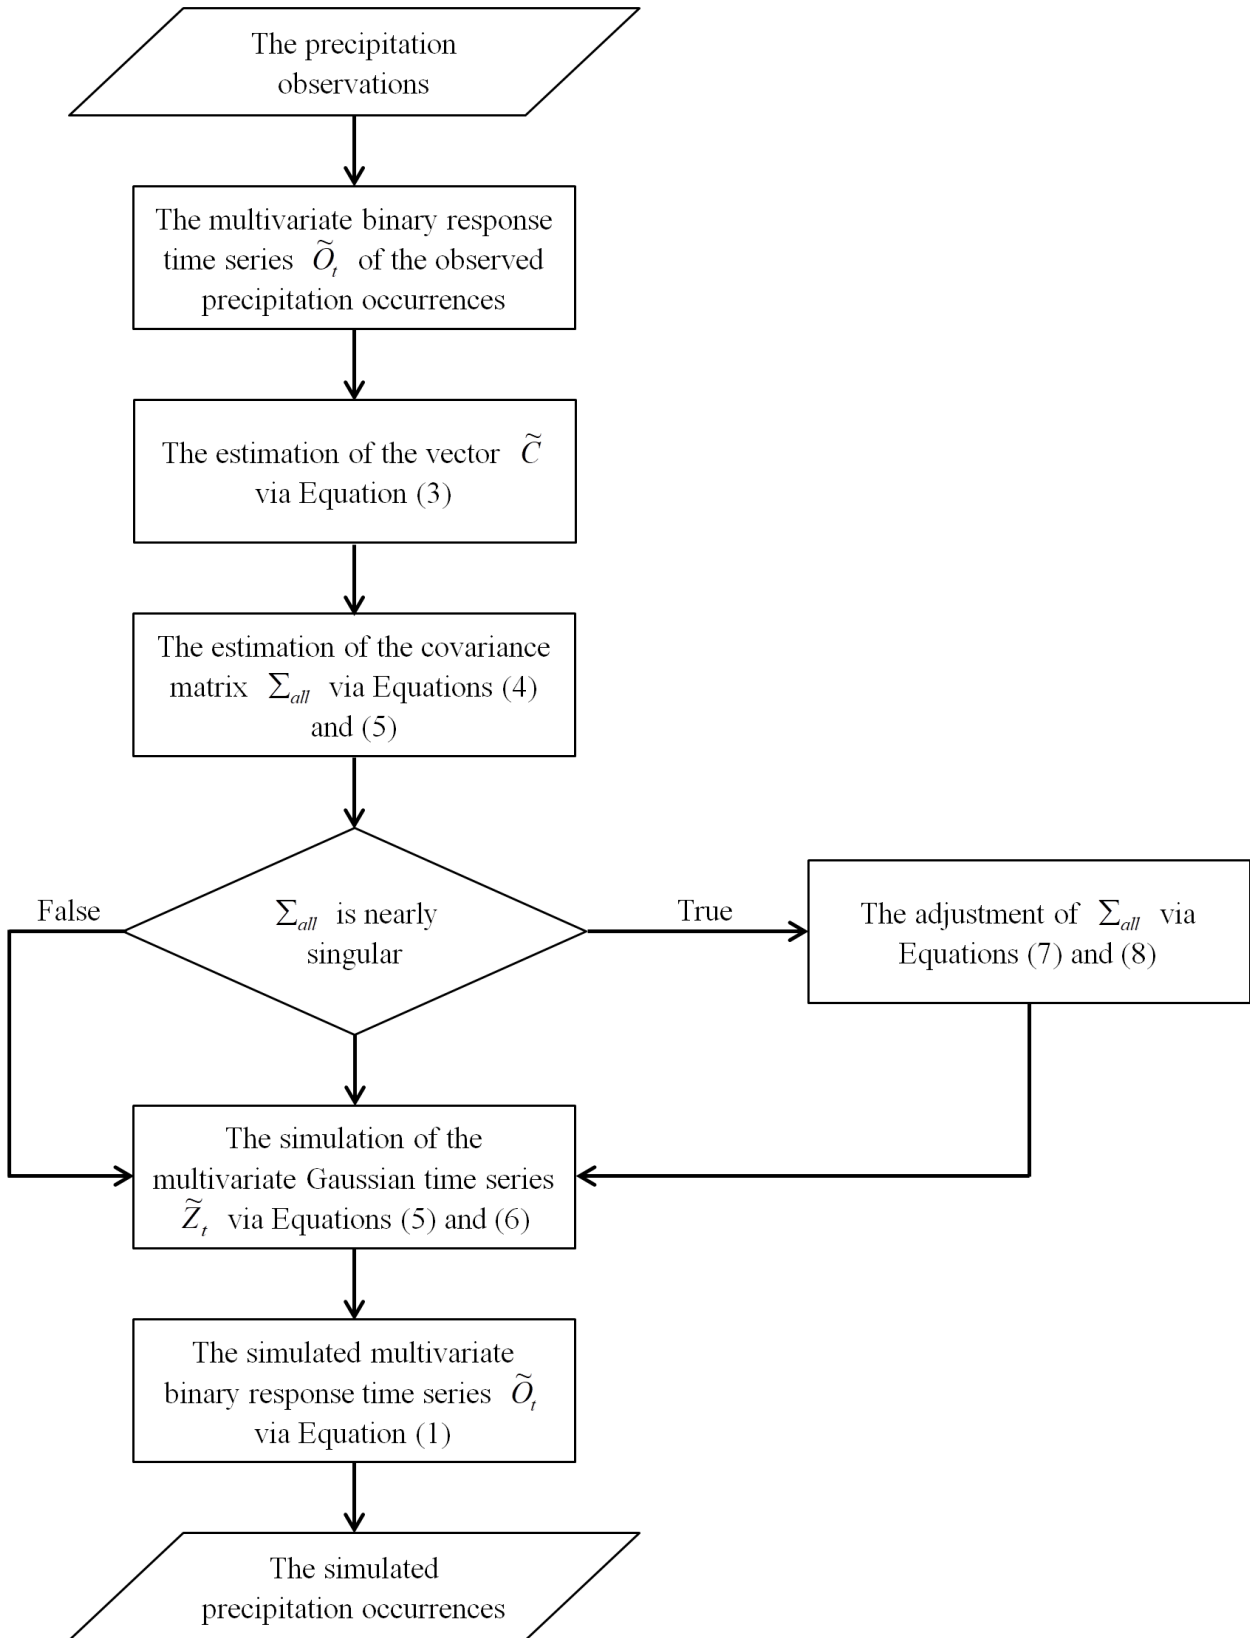 The precipitation
observations
The multivariate binary response
time series Õₜ of the observed
precipitation occurrences
The estimation of the vector C̃
via Equation (3)
The estimation of the covariance
matrix Σ_all via Equations (4)
and (5)
False
Σ_all is nearly
singular
True
The adjustment of Σ_all via
Equations (7) and (8)
The simulation of the
multivariate Gaussian time series
Z̃ₜ via Equations (5) and (6)
The simulated multivariate
binary response time series Õₜ
via Equation (1)
The simulated
precipitation occurrences